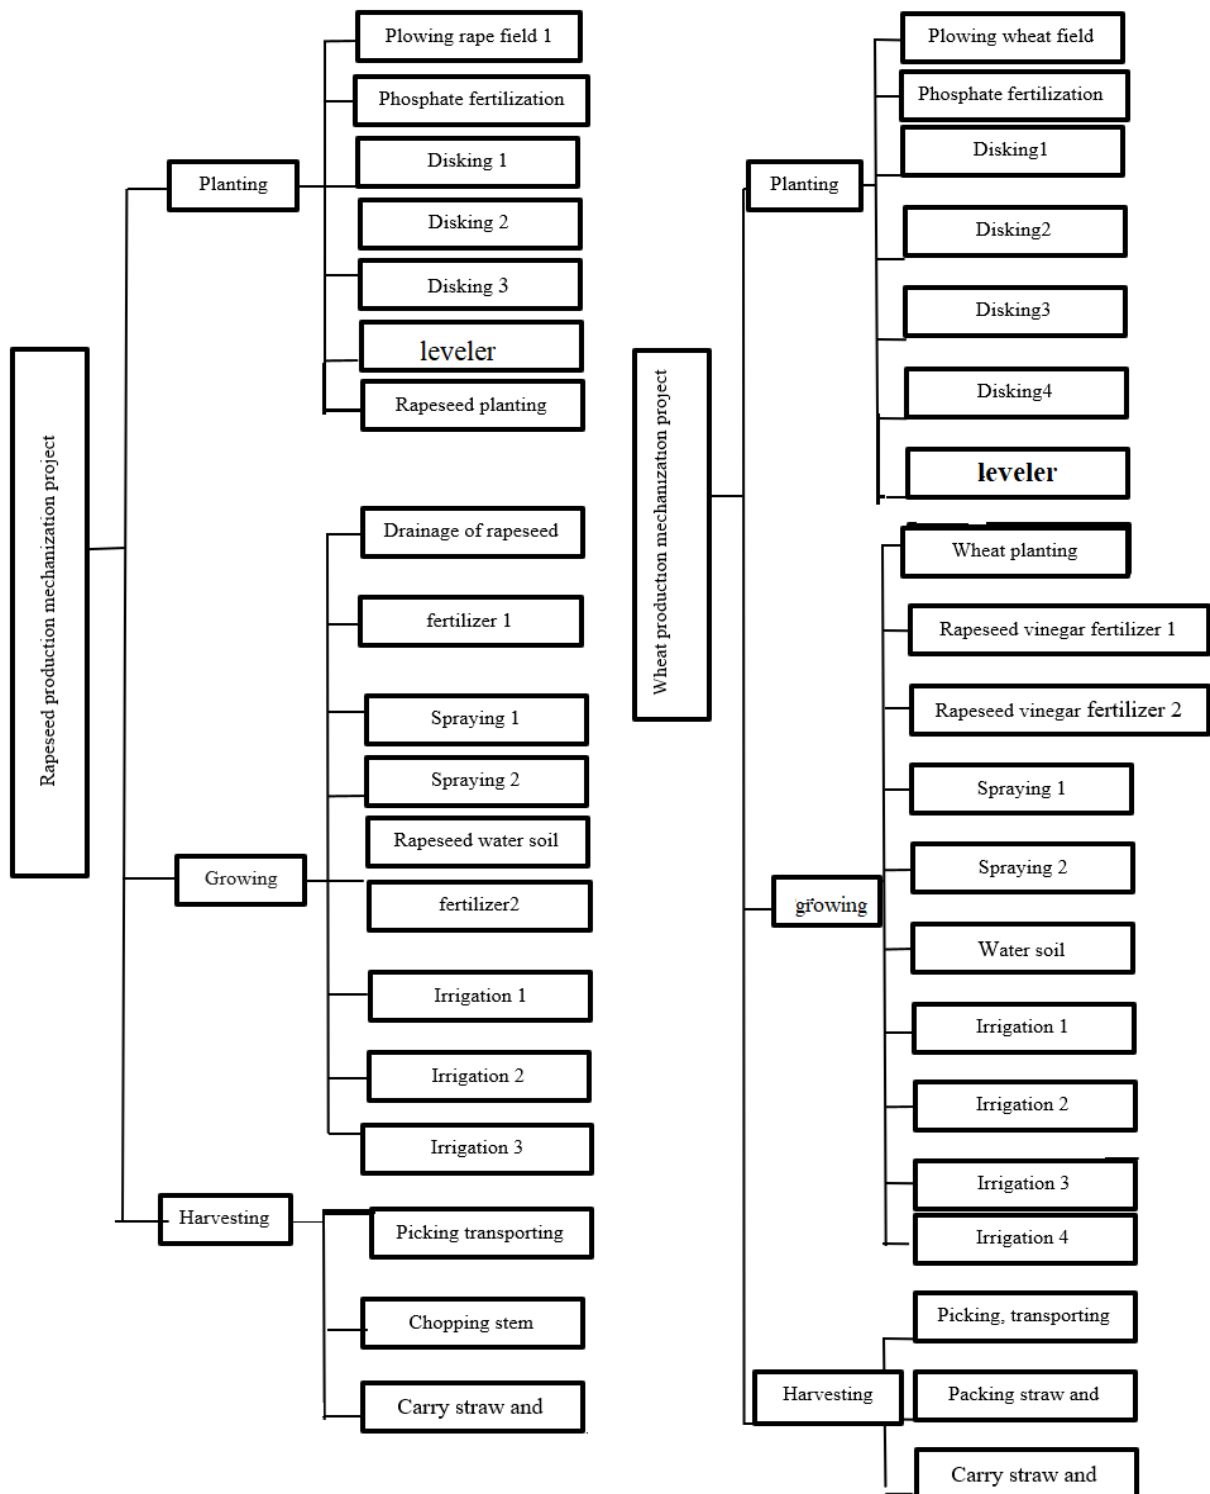 Rapeseed production mechanization project
Planting
Plowing rape field 1
Phosphate fertilization
Disking 1
Disking 2
Disking 3
leveler
Rapeseed planting
Growing
Drainage of rapeseed
fertilizer 1
Spraying 1
Spraying 2
Rapeseed water soil
fertilizer2
Irrigation 1
Irrigation 2
Irrigation 3
Harvesting
Picking transporting
Chopping stem
Carry straw and
Wheat production mechanization project
Planting
Plowing wheat field
Phosphate fertilization
Disking1
Disking2
Disking3
Disking4
leveler
growing
Wheat planting
Rapeseed vinegar fertilizer 1
Rapeseed vinegar fertilizer 2
Spraying 1
Spraying 2
Water soil
Irrigation 1
Irrigation 2
Irrigation 3
Irrigation 4
Harvesting
Picking, transporting
Packing straw and
Carry straw and